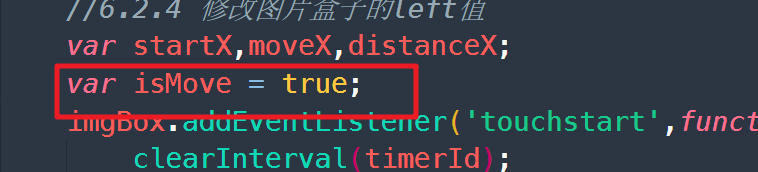 //6.2.4 修改图片盒子的left值
var startX,moveX,distanceX;
var isMove = true;
imgBox.addEventListener('touchstart',funct
clearInterval(timerId);